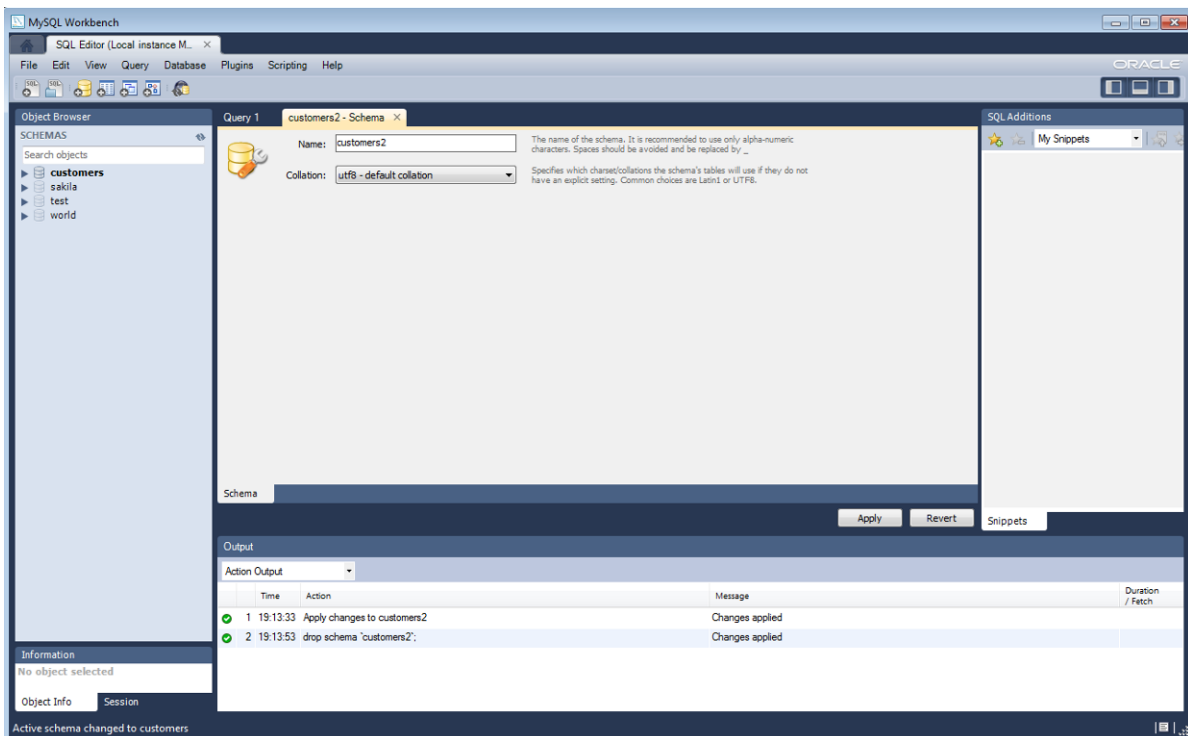 MySQL Workbench
SQL Editor (Local instance M...
File Edit View Query Database Plugins Scripting Help
ORACLE
SQL SQL
Object Browser
SCHEMAS
Search objects
customers
sakila
test
world
Query 1 customers2 - Schema
Name: customers2
The name of the schema. It is recommended to use only alpha-numeric
characters. Spaces should be avoided and be replaced by _
Collation: utf8 - default collation
Specifies which charset/collations the schema's tables will use if they do not
have an explicit setting. Common choices are Latin1 or UTF8.
Schema
Apply Revert
SQL Additions
My Snippets
Snippets
Output
Action Output
Time Action Message Duration
/ Fetch
1 19:13:33 Apply changes to customers2 Changes applied
2 19:13:53 drop schema `customers2`; Changes applied
Information
No object selected
Object Info Session
Active schema changed to customers